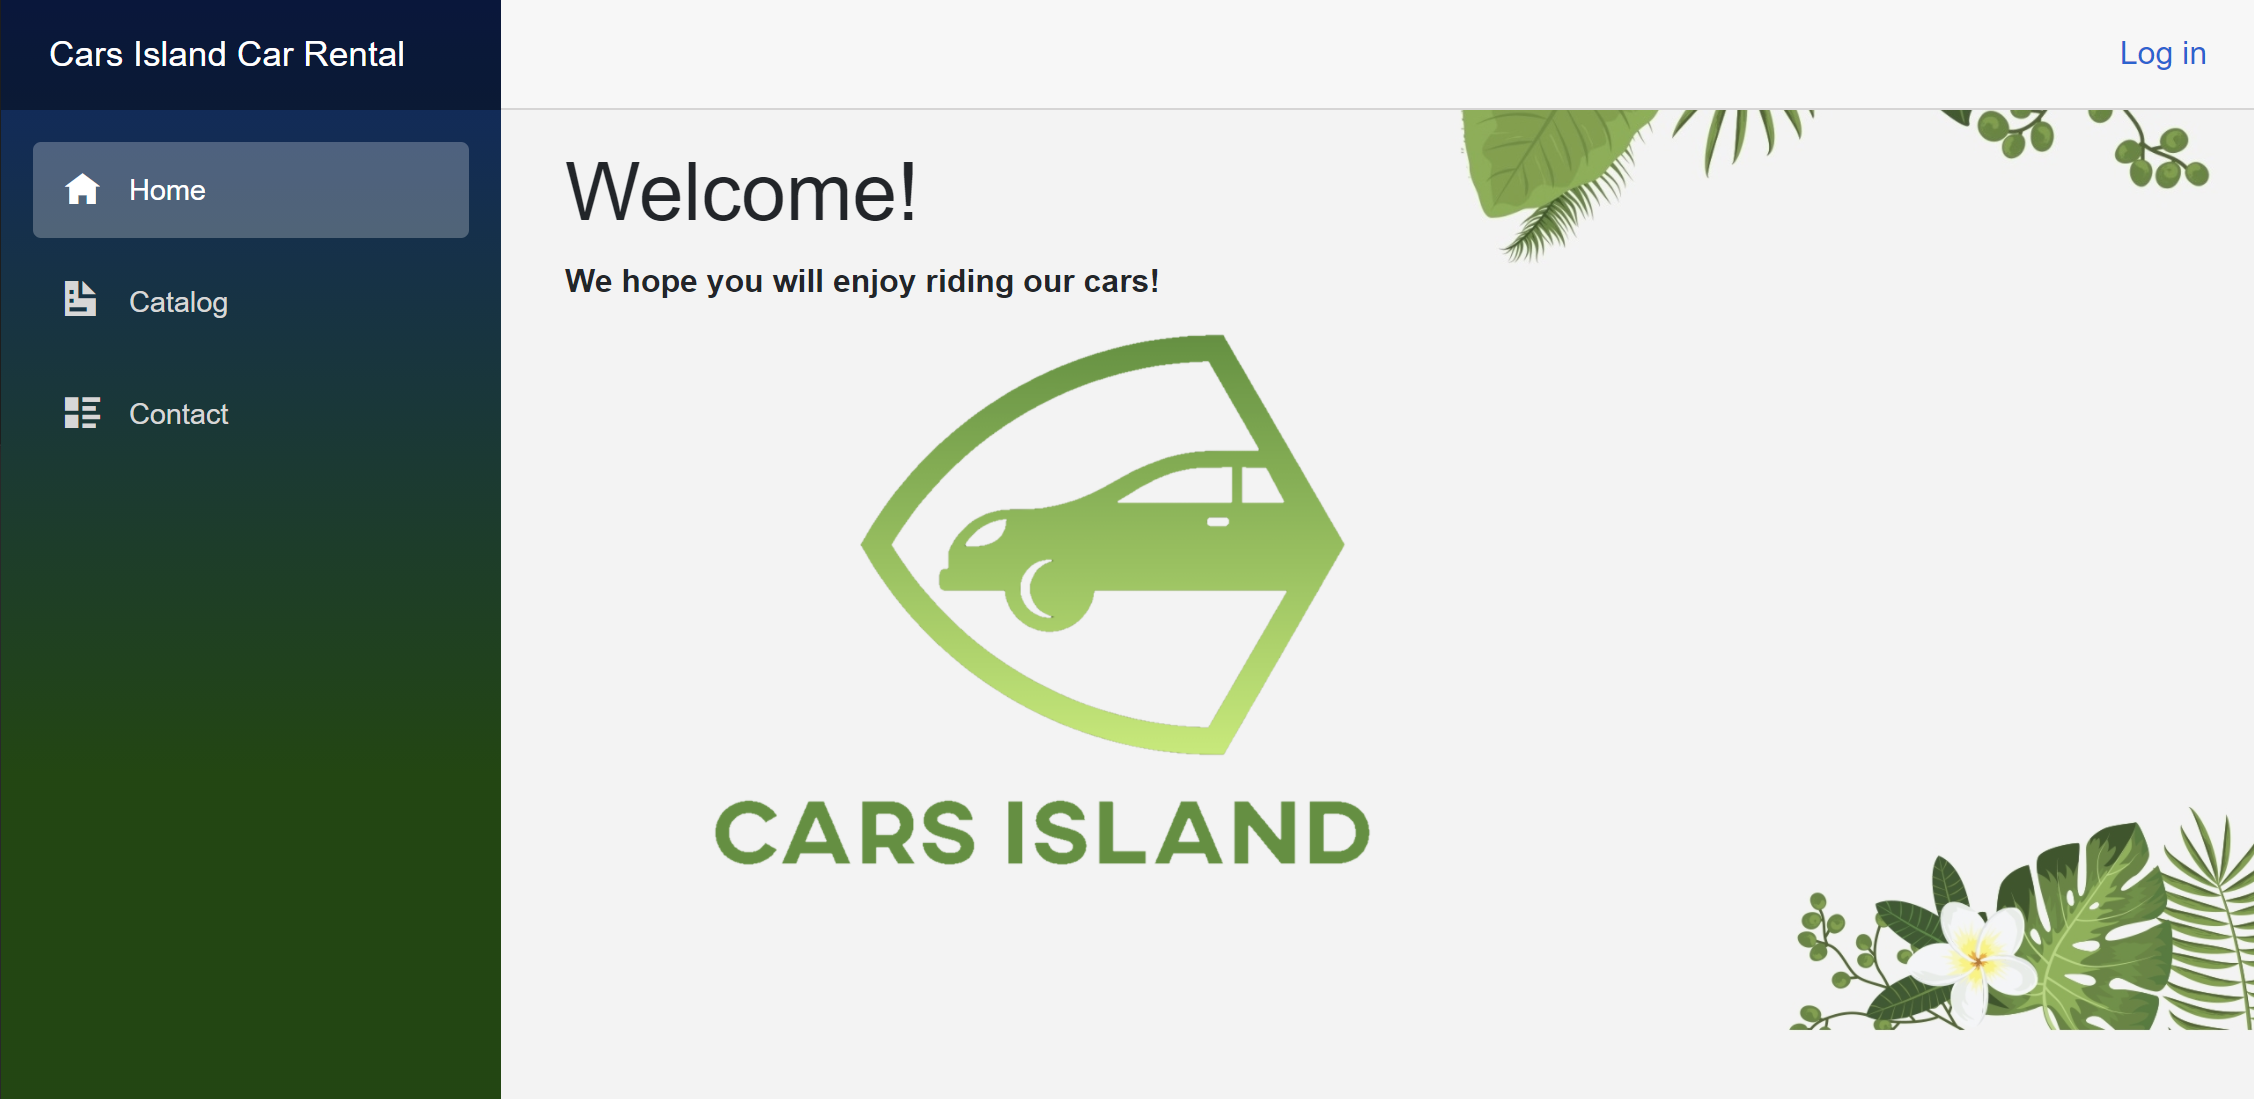 Cars Island Car Rental
Log in
Home
Catalog
Contact
Welcome!
We hope you will enjoy riding our cars!
CARS ISLAND